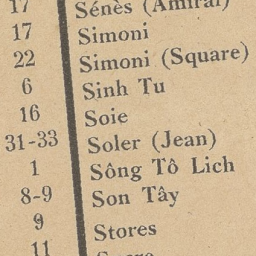 17 Sénès (Amiral)
17 Simoni
22 Simoni (Square)
6 Sinh Tu
16 Soie
31-33 Soler (Jean)
1 Sông Tô Lich
8-9 Son Tây
9 Stores
11